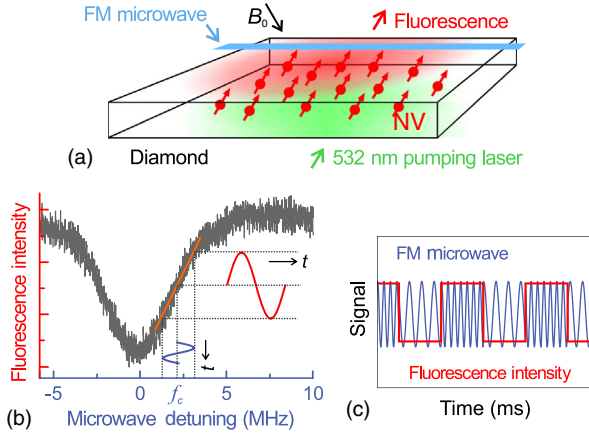 FM microwave
B₀
Fluorescence
NV
(a)
Diamond
532 nm pumping laser
(b)
Fluorescence intensity
t
t
-5
0
f_c
5
10
Microwave detuning (MHz)
(c)
Signal
FM microwave
Fluorescence intensity
Time (ms)